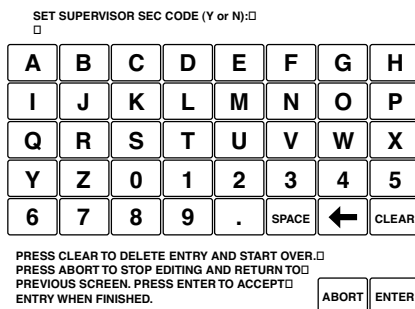 SET SUPERVISOR SEC CODE (Y or N):□
□
A B C D E F G H
I J K L M N O P
Q R S T U V W X
Y Z 0 1 2 3 4 5
6 7 8 9 . SPACE ← CLEAR
PRESS CLEAR TO DELETE ENTRY AND START OVER.□
PRESS ABORT TO STOP EDITING AND RETURN TO□
PREVIOUS SCREEN. PRESS ENTER TO ACCEPT□
ENTRY WHEN FINISHED.
ABORT ENTER